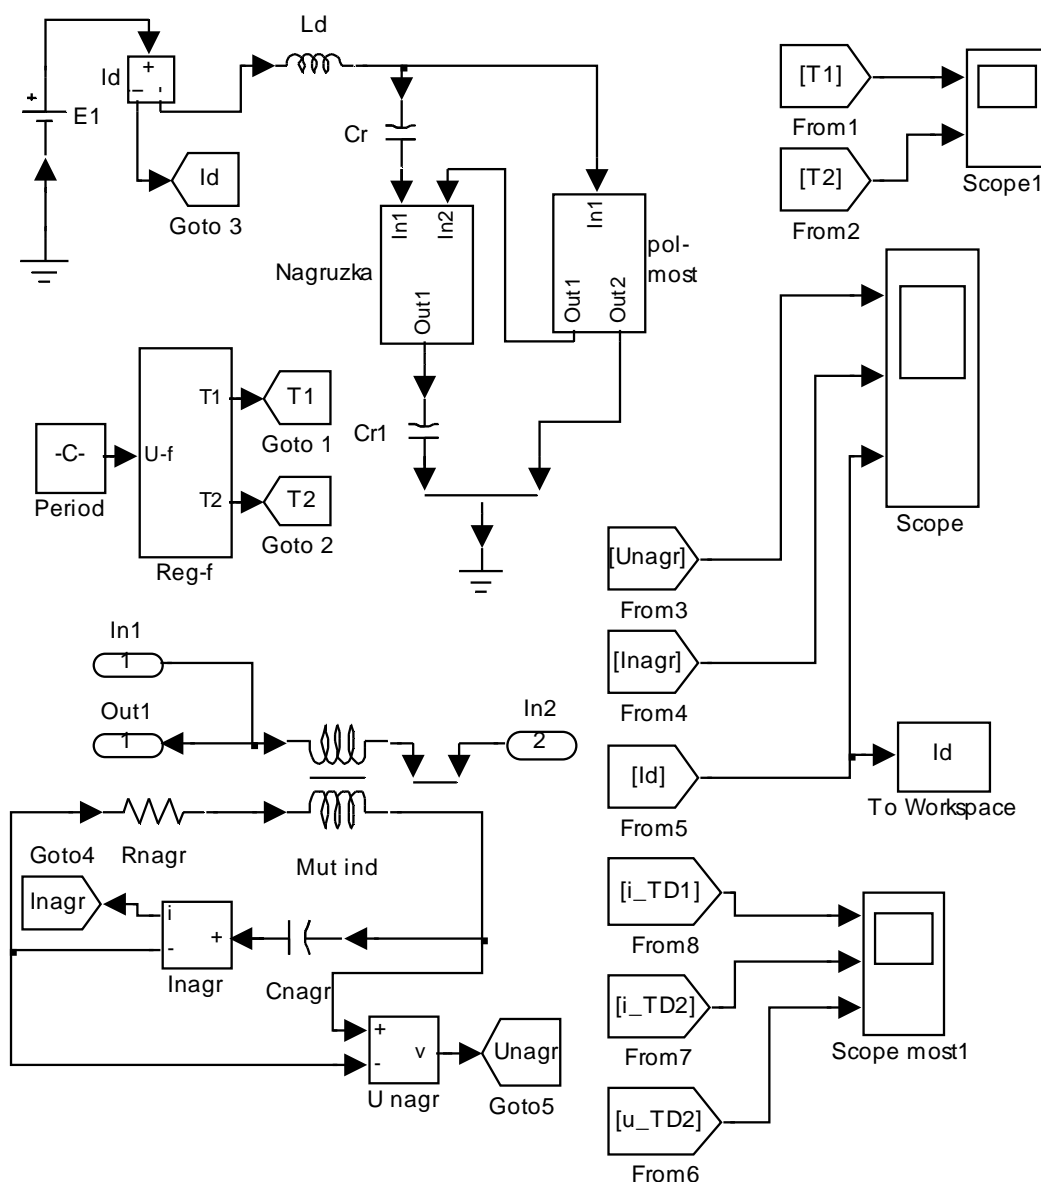 Ld
Id
+
-
+
E1
Id
Goto 3
Cr
In1
In2
Nagruzka
Out1
In1
pol-
most
Out1
Out2
Cr1
[T1]
From1
[T2]
From2
Scope1
-C-
Period
U-f
T1
T2
Reg-f
T1
Goto 1
T2
Goto 2
Scope
[Unagr]
From3
[Inagr]
From4
[Id]
From5
Id
To Workspace
In1
1
Out1
1
In2
2
Mut ind
Rnagr
Goto4
Inagr
i
-
+
Inagr
Cnagr
+
-
v
U nagr
Unagr
Goto5
[i_TD1]
From8
[i_TD2]
From7
[u_TD2]
From6
Scope most1